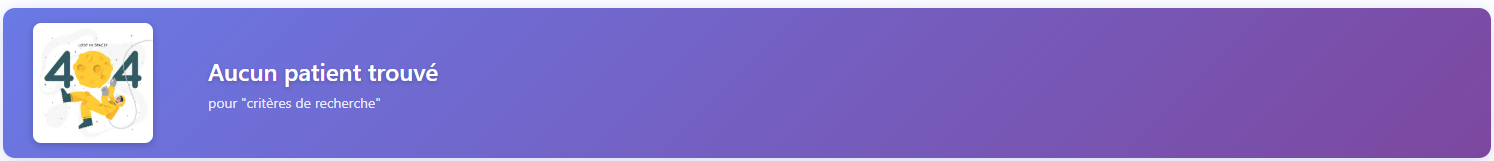 LOST IN SPACE?
404
Aucun patient trouvé
pour "critères de recherche"